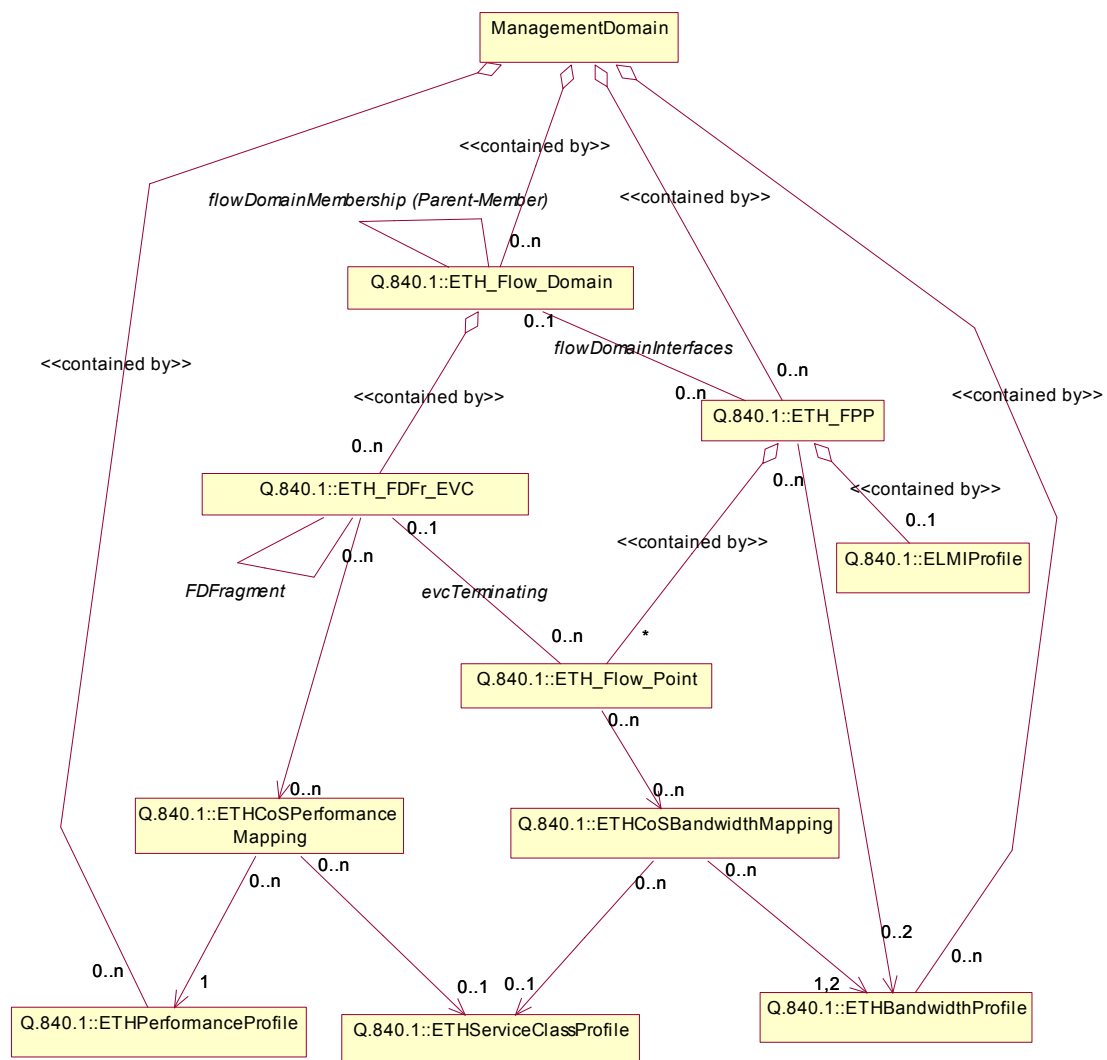 ManagementDomain
<<contained by>>
<<contained by>>
flowDomainMembership (Parent-Member)
0..n
Q.840.1::ETH_Flow_Domain
0..1
flowDomainInterfaces
<<contained by>>
0..n
0..n
<<contained by>>
Q.840.1::ETH_FPP
<<contained by>>
0..n
0..n
<<contained by>>
Q.840.1::ETH_FDFr_EVC
0..1
0..1
<<contained by>>
0..n
Q.840.1::ELMIProfile
FDFragment
evcTerminating
0..n
*
Q.840.1::ETH_Flow_Point
0..n
0..n
0..n
Q.840.1::ETHCoSPerformance
Mapping
Q.840.1::ETHCoSBandwidthMapping
0..n
0..n
0..n
0..n
0..2
0..n
0..n
1
0..1
0..1
1,2
Q.840.1::ETHPerformanceProfile
Q.840.1::ETHServiceClassProfile
Q.840.1::ETHBandwidthProfile